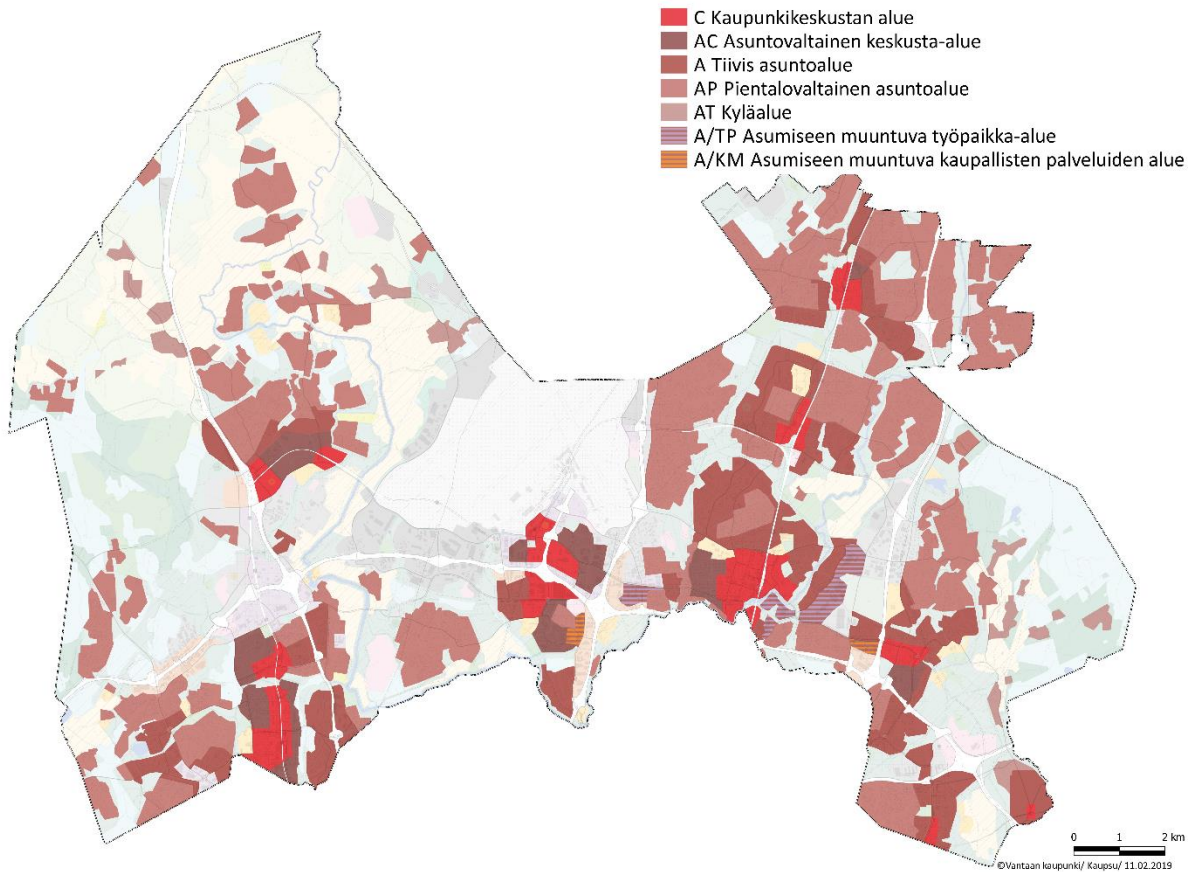 C Kaupunkikeskustan alue
AC Asuntovaltainen keskusta-alue
A Tiivis asuntoalue
AP Pientalovaltainen asuntoalue
AT Kyläalue
A/TP Asumiseen muuntuva työpaikka-alue
A/KM Asumiseen muuntuva kaupallisten palveluiden alue
0 1 2 km
©Vantaan kaupunki/ Kaupsu/ 11.02.2019